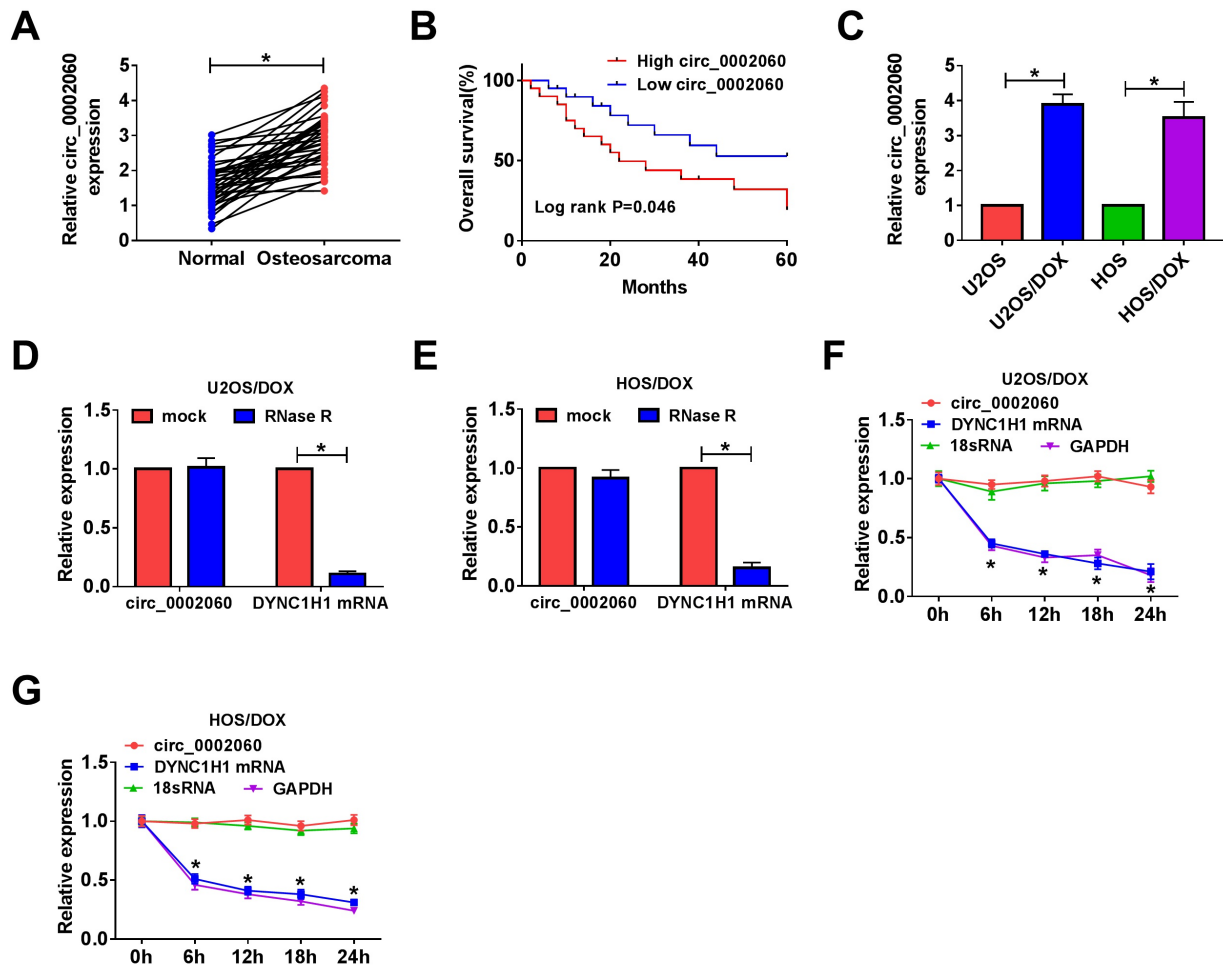 A
Relative circ_0002060
expression
5
4
3
2
1
0
*
Normal
Osteosarcoma
B
Overall survival(%)
100
50
0
High circ_0002060
Low circ_0002060
Log rank P=0.046
0
20
40
60
Months
C
Relative circ_0002060
expression
5
4
3
2
1
0
*
*
U2OS
U2OS/DOX
HOS
HOS/DOX
D
U2OS/DOX
mock
RNase R
Relative expression
1.5
1.0
0.5
0.0
*
circ_0002060
DYNC1H1 mRNA
E
HOS/DOX
mock
RNase R
Relative expression
1.5
1.0
0.5
0.0
*
circ_0002060
DYNC1H1 mRNA
F
U2OS/DOX
circ_0002060
DYNC1H1 mRNA
18sRNA
GAPDH
Relative expression
1.5
1.0
0.5
0.0
*
*
*
*
0h
6h
12h
18h
24h
G
HOS/DOX
circ_0002060
DYNC1H1 mRNA
18sRNA
GAPDH
Relative expression
1.5
1.0
0.5
0.0
*
*
*
*
0h
6h
12h
18h
24h